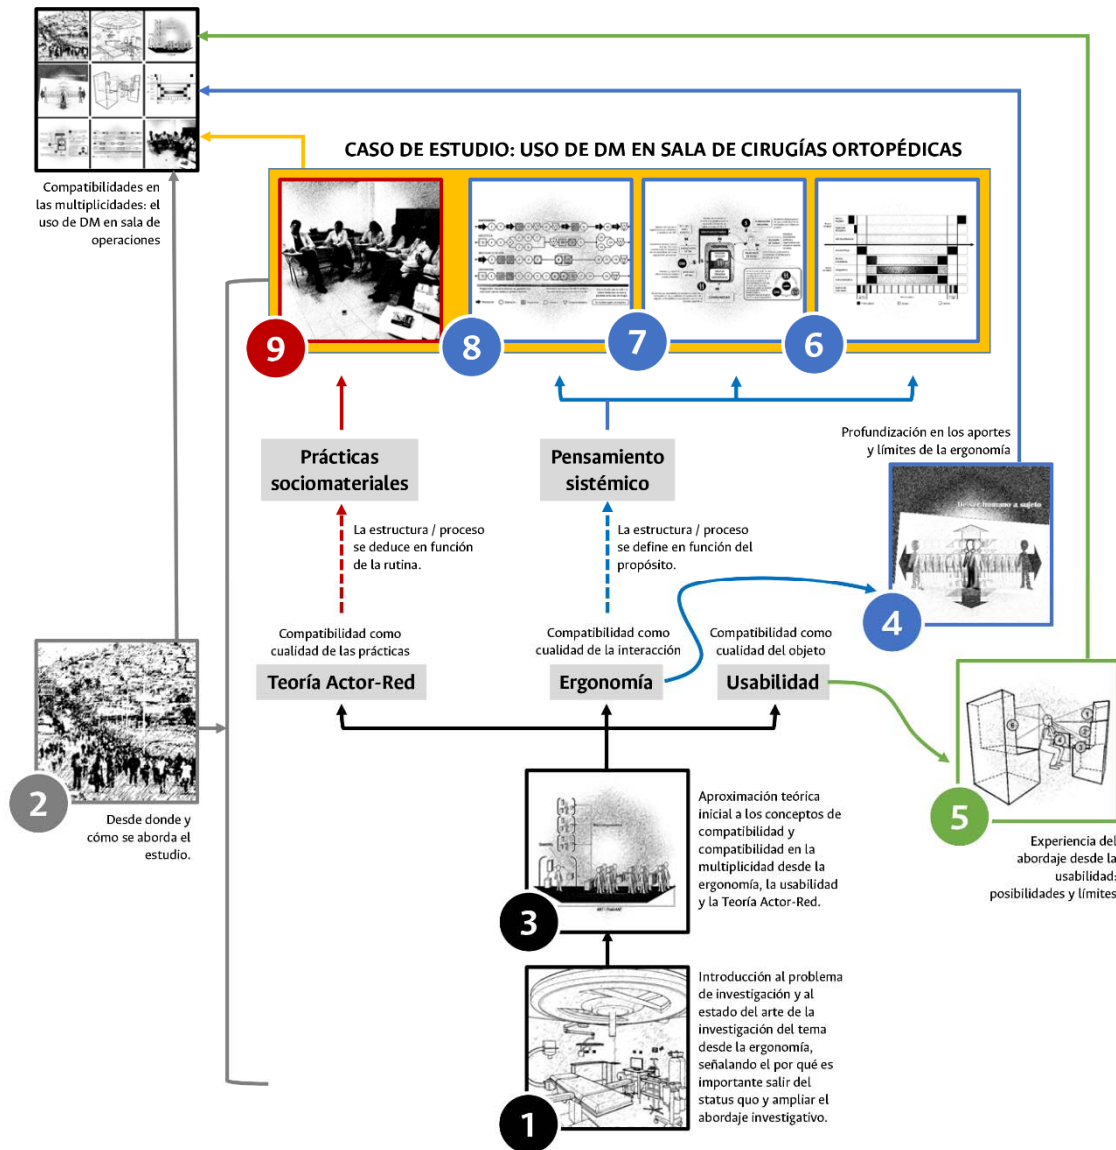 Compatibilidades en
las multiplicidades: el
uso de DM en sala de
operaciones
CASO DE ESTUDIO: USO DE DM EN SALA DE CIRUGÍAS ORTOPÉDICAS
9
8
7
6
Prácticas
sociomateriales
Pensamiento
sistémico
Profundización en los aportes
y límites de la ergonomía
De ser humano a sujeto
4
La estructura / proceso
se deduce en función
de la rutina.
La estructura / proceso
se define en función del
propósito.
Compatibilidad como
cualidad de las prácticas
Teoría Actor-Red
Compatibilidad como
cualidad de la interacción
Ergonomía
Compatibilidad como
cualidad del objeto
Usabilidad
2
Desde donde y
cómo se aborda el
estudio.
5
Experiencia del
abordaje desde la
usabilidad:
posibilidades y límites
3
Aproximación teórica
inicial a los conceptos de
compatibilidad y
compatibilidad en la
multiplicidad desde la
ergonomía, la usabilidad
y la Teoría Actor-Red.
1
Introducción al problema
de investigación y al
estado del arte de la
investigación del tema
desde la ergonomía,
señalando el por qué es
importante salir del
status quo y ampliar el
abordaje investigativo.